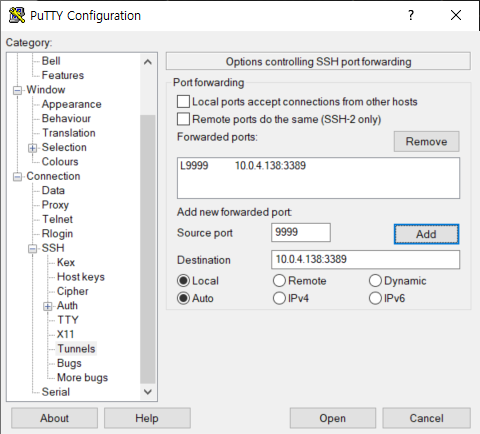 PuTTY Configuration
?
Category:
Bell
Features
Window
Appearance
Behaviour
Translation
Selection
Colours
Connection
Data
Proxy
Telnet
Rlogin
SSH
Kex
Host keys
Cipher
Auth
TTY
X11
Tunnels
Bugs
More bugs
Serial
Options controlling SSH port forwarding
Port forwarding
Local ports accept connections from other hosts
Remote ports do the same (SSH-2 only)
Forwarded ports:
Remove
L9999 10.0.4.138:3389
Add new forwarded port:
Source port 9999 Add
Destination 10.0.4.138:3389
Local Remote Dynamic
Auto IPv4 IPv6
About Help Open Cancel